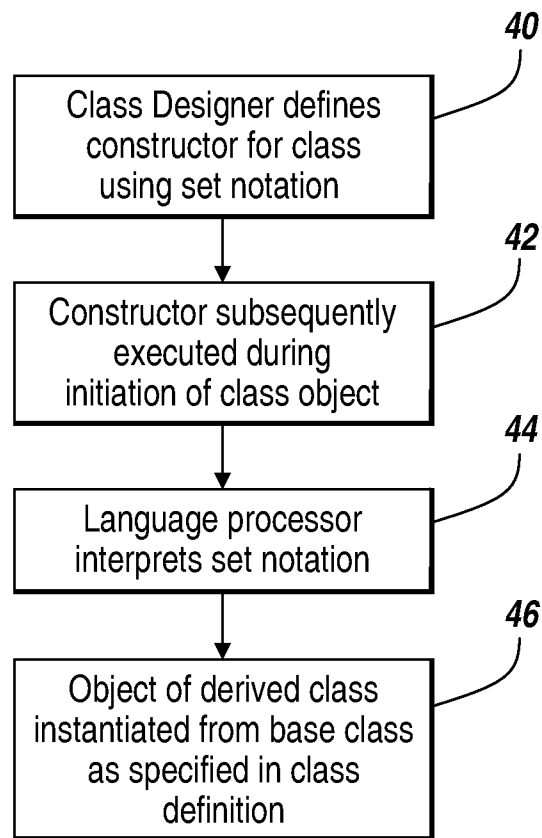 40
Class Designer defines
constructor for class
using set notation
42
Constructor subsequently
executed during
initiation of class object
44
Language processor
interprets set notation
46
Object of derived class
instantiated from base class
as specified in class
definition